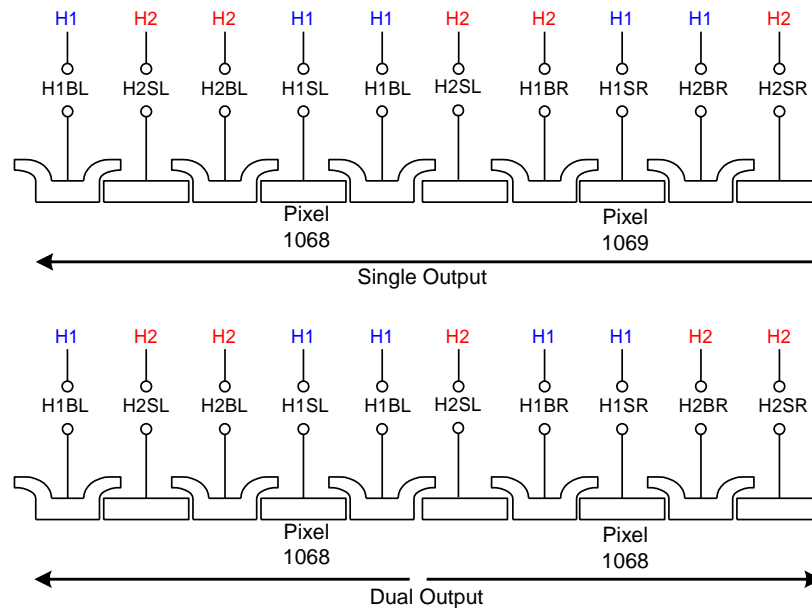 H1 H2 H2 H1 H1 H2 H2 H1 H1 H2
H1BL H2SL H2BL H1SL H1BL H2SL H1BR H1SR H2BR H2SR
Pixel Pixel
1068 1069
Single Output
H1 H2 H2 H1 H1 H2 H1 H1 H2 H2
H1BL H2SL H2BL H1SL H1BL H2SL H1BR H1SR H2BR H2SR
Pixel Pixel
1068 1068
Dual Output